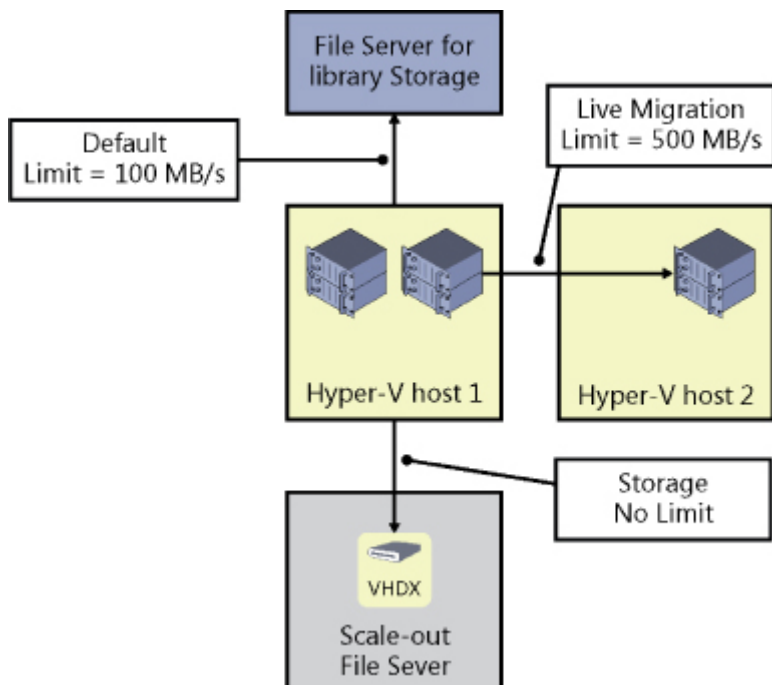 File Server for
library Storage
Live Migration
Limit = 500 MB/s
Default
Limit = 100 MB/s
Hyper-V host 1
Hyper-V host 2
Storage
No Limit
VHDX
Scale-out
File Sever